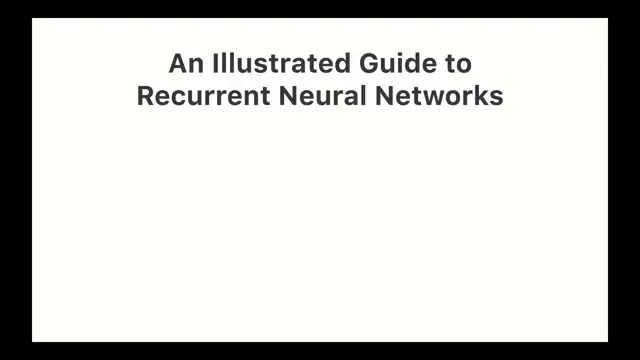 An Illustrated Guide to
Recurrent Neural Networks